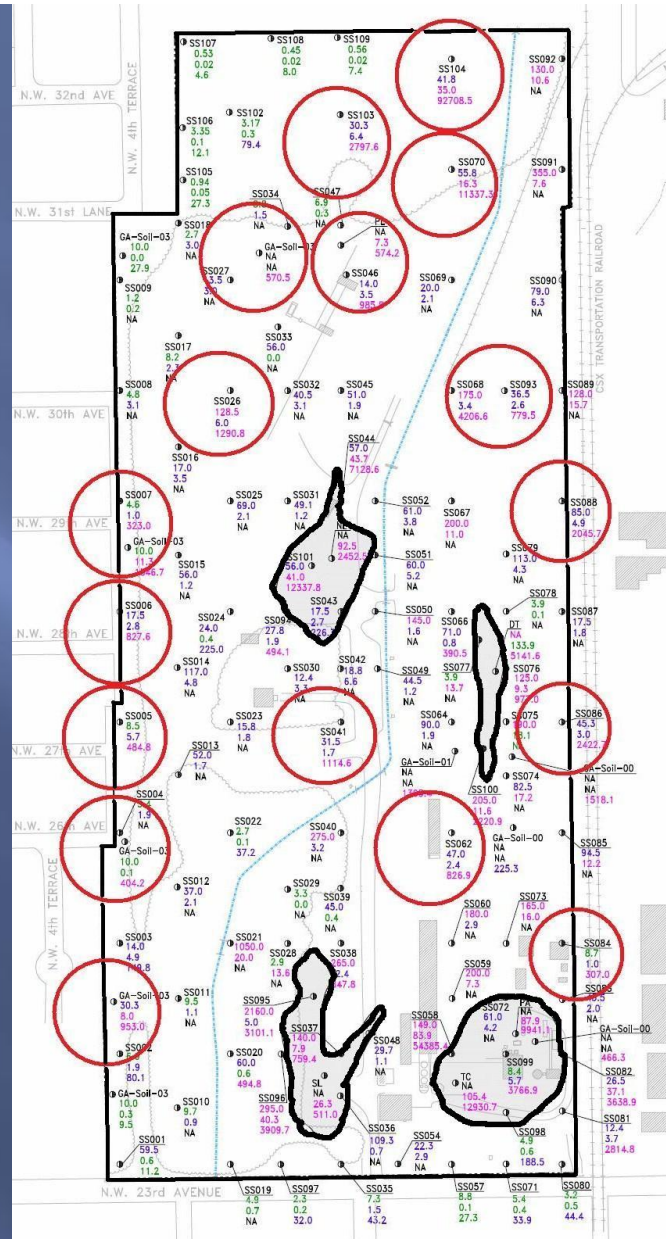 SS107
0.53
0.02
4.6
SS108
0.45
0.02
8.0
SS109
0.56
0.02
7.4
SS104
41.8
35.0
92708.5
SS092
130.0
10.6
NA
N.W. 32nd AVE
N.W. 4th TERRACE
SS106
3.35
0.1
12.1
SS102
3.17
0.3
79.4
SS103
30.3
6.4
2797.6
SS070
55.8
16.3
11337.3
SS091
355.0
7.6
NA
SS105
0.94
0.05
27.3
N.W. 31st LANE
SS034
1.5
NA
SS047
6.9
0.3
NA
SS018
2.7
3.0
NA
GA-Soil-03
10.0
0.0
27.9
GA-Soil-03
NA
NA
570.5
7.3
574.2
SS046
14.0
3.5
SS009
1.2
0.2
NA
SS027
NA
SS069
20.0
2.1
NA
SS090
79.0
6.3
NA
CSX TRANSPORTATION RAILROAD
SS033
56.0
0.0
NA
SS017
8.2
NA
SS008
4.8
3.1
NA
SS026
128.5
6.0
1290.8
SS032
40.5
3.1
NA
SS045
51.0
1.9
NA
SS068
175.0
3.4
4206.6
SS093
36.5
2.6
779.5
SS089
128.0
15.7
NA
N.W. 30th AVE
SS044
57.0
43.7
7128.6
SS016
17.0
3.5
NA
SS007
4.6
1.0
323.0
SS025
69.0
2.1
NA
SS031
49.1
1.2
NA
SS052
61.0
3.8
NA
SS067
200.0
11.0
NA
SS088
85.0
4.9
2045.7
N.W. 29th AVE
GA-Soil-03
10.0
SS015
56.0
1.2
NA
SS101
56.0
41.0
12337.8
92.5
SS051
60.0
5.2
NA
SS079
113.0
4.3
NA
SS006
17.5
2.8
827.6
SS024
24.0
0.4
225.0
SS094
27.8
1.9
494.1
SS043
17.5
SS050
145.0
1.6
NA
SS066
71.0
0.8
390.5
SS078
3.9
0.1
NA
DT
NA
133.9
5141.6
SS087
17.5
1.8
NA
N.W. 28th AVE
SS014
117.0
4.8
NA
SS030
12.4
NA
SS042
18.8
6.6
NA
SS049
44.5
1.2
NA
SS077
3.9
13.7
NA
SS076
125.0
9.3
SS005
8.5
5.7
484.8
SS023
15.8
1.8
NA
SS041
31.5
1.7
1114.6
SS064
90.0
1.9
NA
SS075
SS086
45.3
3.0
N.W. 27th AVE
SS013
52.0
1.7
NA
GA-Soil-01
NA
NA
SS074
82.5
17.2
NA
GA-Soil-00
NA
NA
1518.1
SS100
205.0
11.6
SS004
1.9
NA
N.W. 26th AVE
GA-Soil-03
10.0
0.1
404.2
SS022
2.7
0.1
37.2
SS040
275.0
3.2
NA
SS062
47.0
2.4
826.9
GA-Soil-00
NA
NA
225.3
SS085
94.5
12.2
NA
N.W. 4th TERRACE
SS012
37.0
2.1
NA
SS029
3.3
0.0
NA
SS039
45.0
0.4
NA
SS003
14.0
4.9
SS021
1050.0
20.0
NA
SS028
2.9
13.6
SS038
SS060
180.0
2.9
NA
SS073
165.0
16.0
NA
SS084
8.7
1.0
307.0
GA-Soil-03
30.3
8.0
953.0
SS011
9.5
1.1
NA
SS095
2160.0
5.0
3101.1
SS059
200.0
7.3
NA
2.0
NA
SS037
140.0
7.9
759.4
SS048
29.7
1.1
NA
SS058
149.0
83.9
54385.4
SS072
61.0
4.2
NA
PA
NA
87.9
9941.1
GA-Soil-00
NA
NA
466.3
1.9
80.1
SS020
60.0
0.6
494.8
SS099
8.4
5.7
3766.9
SS082
26.5
37.1
3638.9
GA-Soil-03
10.0
0.3
9.5
SS010
9.7
0.9
NA
SS096
295.0
40.3
3909.7
SL
NA
26.3
511.0
SS036
109.3
0.7
NA
TC
NA
105.4
12930.7
SS081
12.4
3.7
2814.8
SS098
4.9
0.6
188.5
SS001
59.5
0.6
11.2
SS054
22.3
2.9
NA
N.W. 23rd AVENUE
SS019
4.9
0.7
NA
SS097
2.3
0.2
32.0
SS035
7.3
1.5
43.2
SS057
8.8
0.1
27.3
SS071
5.4
0.4
33.9
SS080
3.2
0.5
44.4